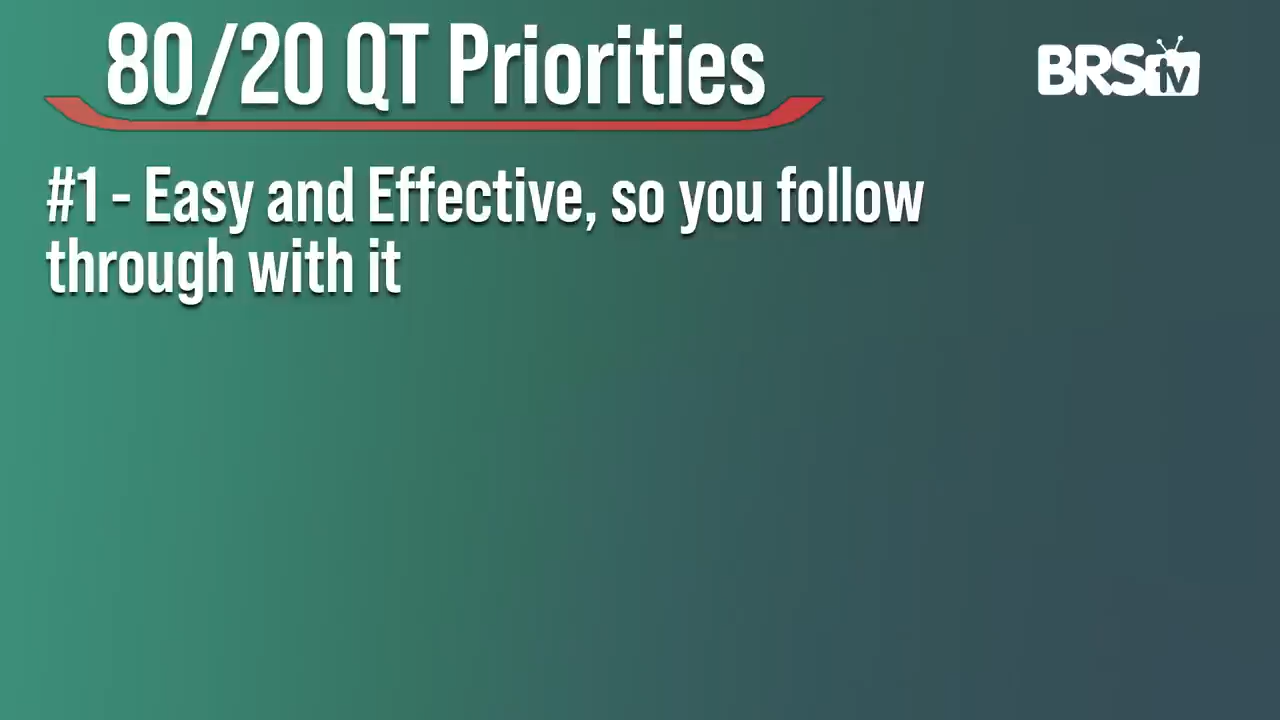 80/20 QT Priorities
BRStv
#1 - Easy and Effective, so you follow
through with it